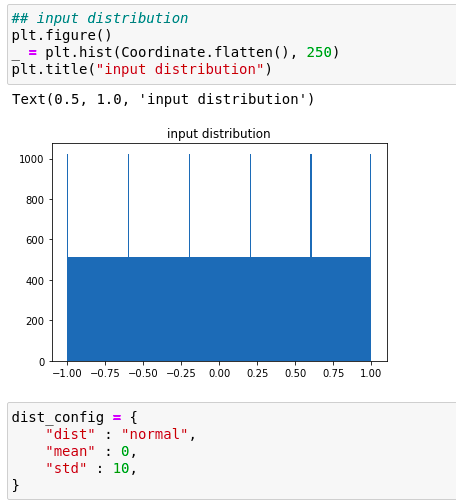 ## input distribution
plt.figure()
_ = plt.hist(Coordinate.flatten(), 250)
plt.title("input distribution")
Text(0.5, 1.0, 'input distribution')
input distribution
1000
800
600
400
200
0
−1.00 −0.75 −0.50 −0.25 0.00 0.25 0.50 0.75 1.00
dist_config = {
    "dist" : "normal",
    "mean" : 0,
    "std" : 10,
}